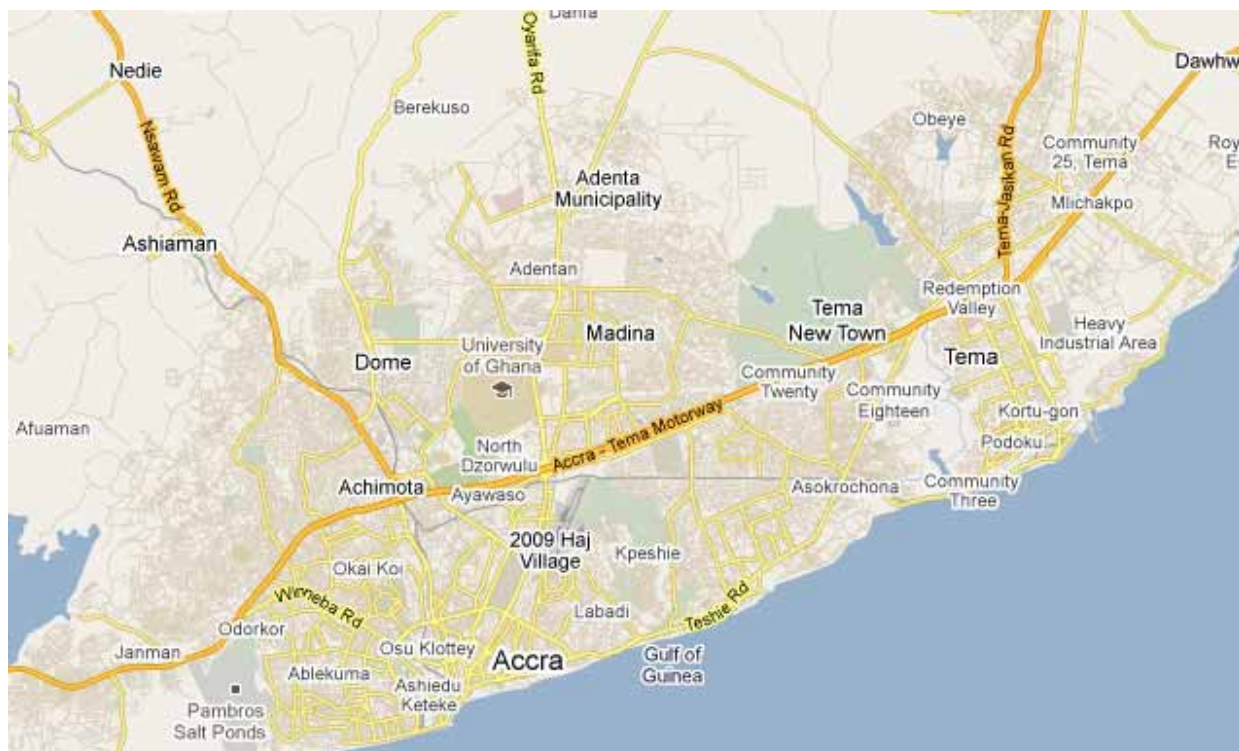 Danfa
Oyarifa Rd
Nedie
Dawhw
Berekuso
Obeye
Community
25, Tema
Roy
E
Nsawam Rd
Tema-Jasikan Rd
Adenta
Municipality
Mlichakpo
Ashiaman
Adentan
Redemption
Valley
Tema
New Town
Madina
Heavy
Industrial Area
University
of Ghana
Dome
Tema
Community
Twenty
Community
Eighteen
Kortu-gon
Afuaman
Accra - Tema Motorway
North
Dzorwulu
Podoku
Achimota
Ayawaso
Asokrochona
Community
Three
2009 Haj
Village
Kpeshie
Okai Koi
Winneba Rd
Labadi
Teshie Rd
Odorkor
Janman
Osu Klottey
Accra
Gulf of
Guinea
Ablekuma
Ashiedu
Keteke
Pambros
Salt Ponds